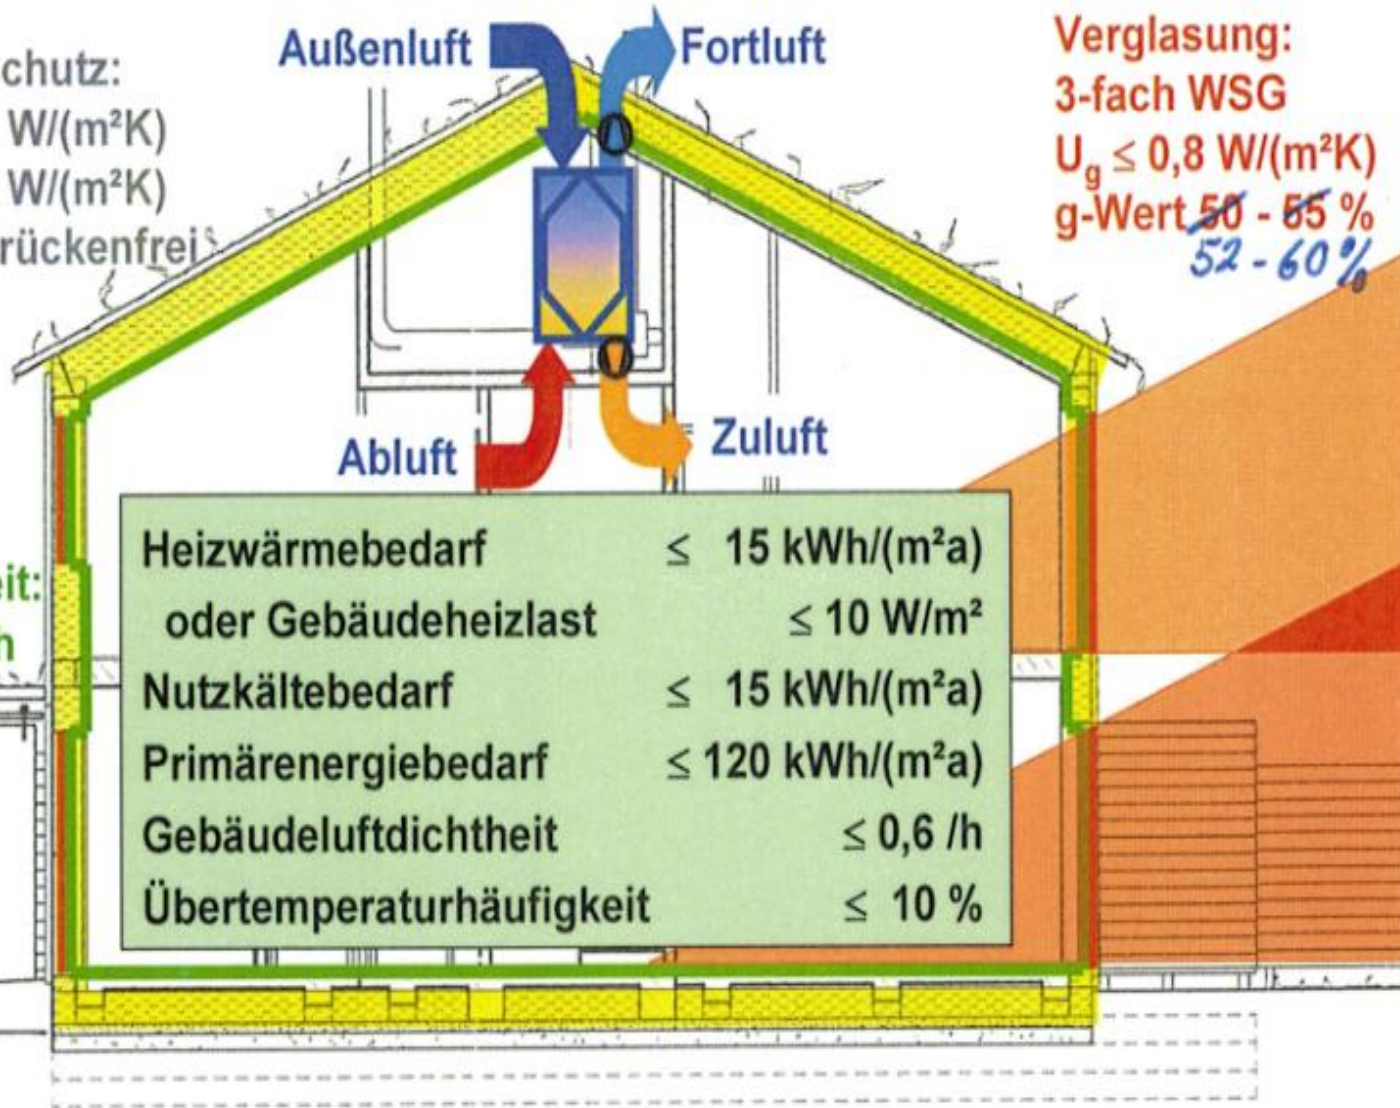 Außenluft
Fortluft
Verglasung:
3-fach WSG
Ug ≤ 0,8 W/(m²K)
g-Wert 50 - 55 %
52 - 60 %
chutz:
W/(m²K)
W/(m²K)
rückenfrei
Abluft
Zuluft
eit:
h
Heizwärmebedarf ≤ 15 kWh/(m²a)
oder Gebäudeheizlast ≤ 10 W/m²
Nutzkältebedarf ≤ 15 kWh/(m²a)
Primärenergiebedarf ≤ 120 kWh/(m²a)
Gebäudeluftdichtheit ≤ 0,6 /h
Übertemperaturhäufigkeit ≤ 10 %